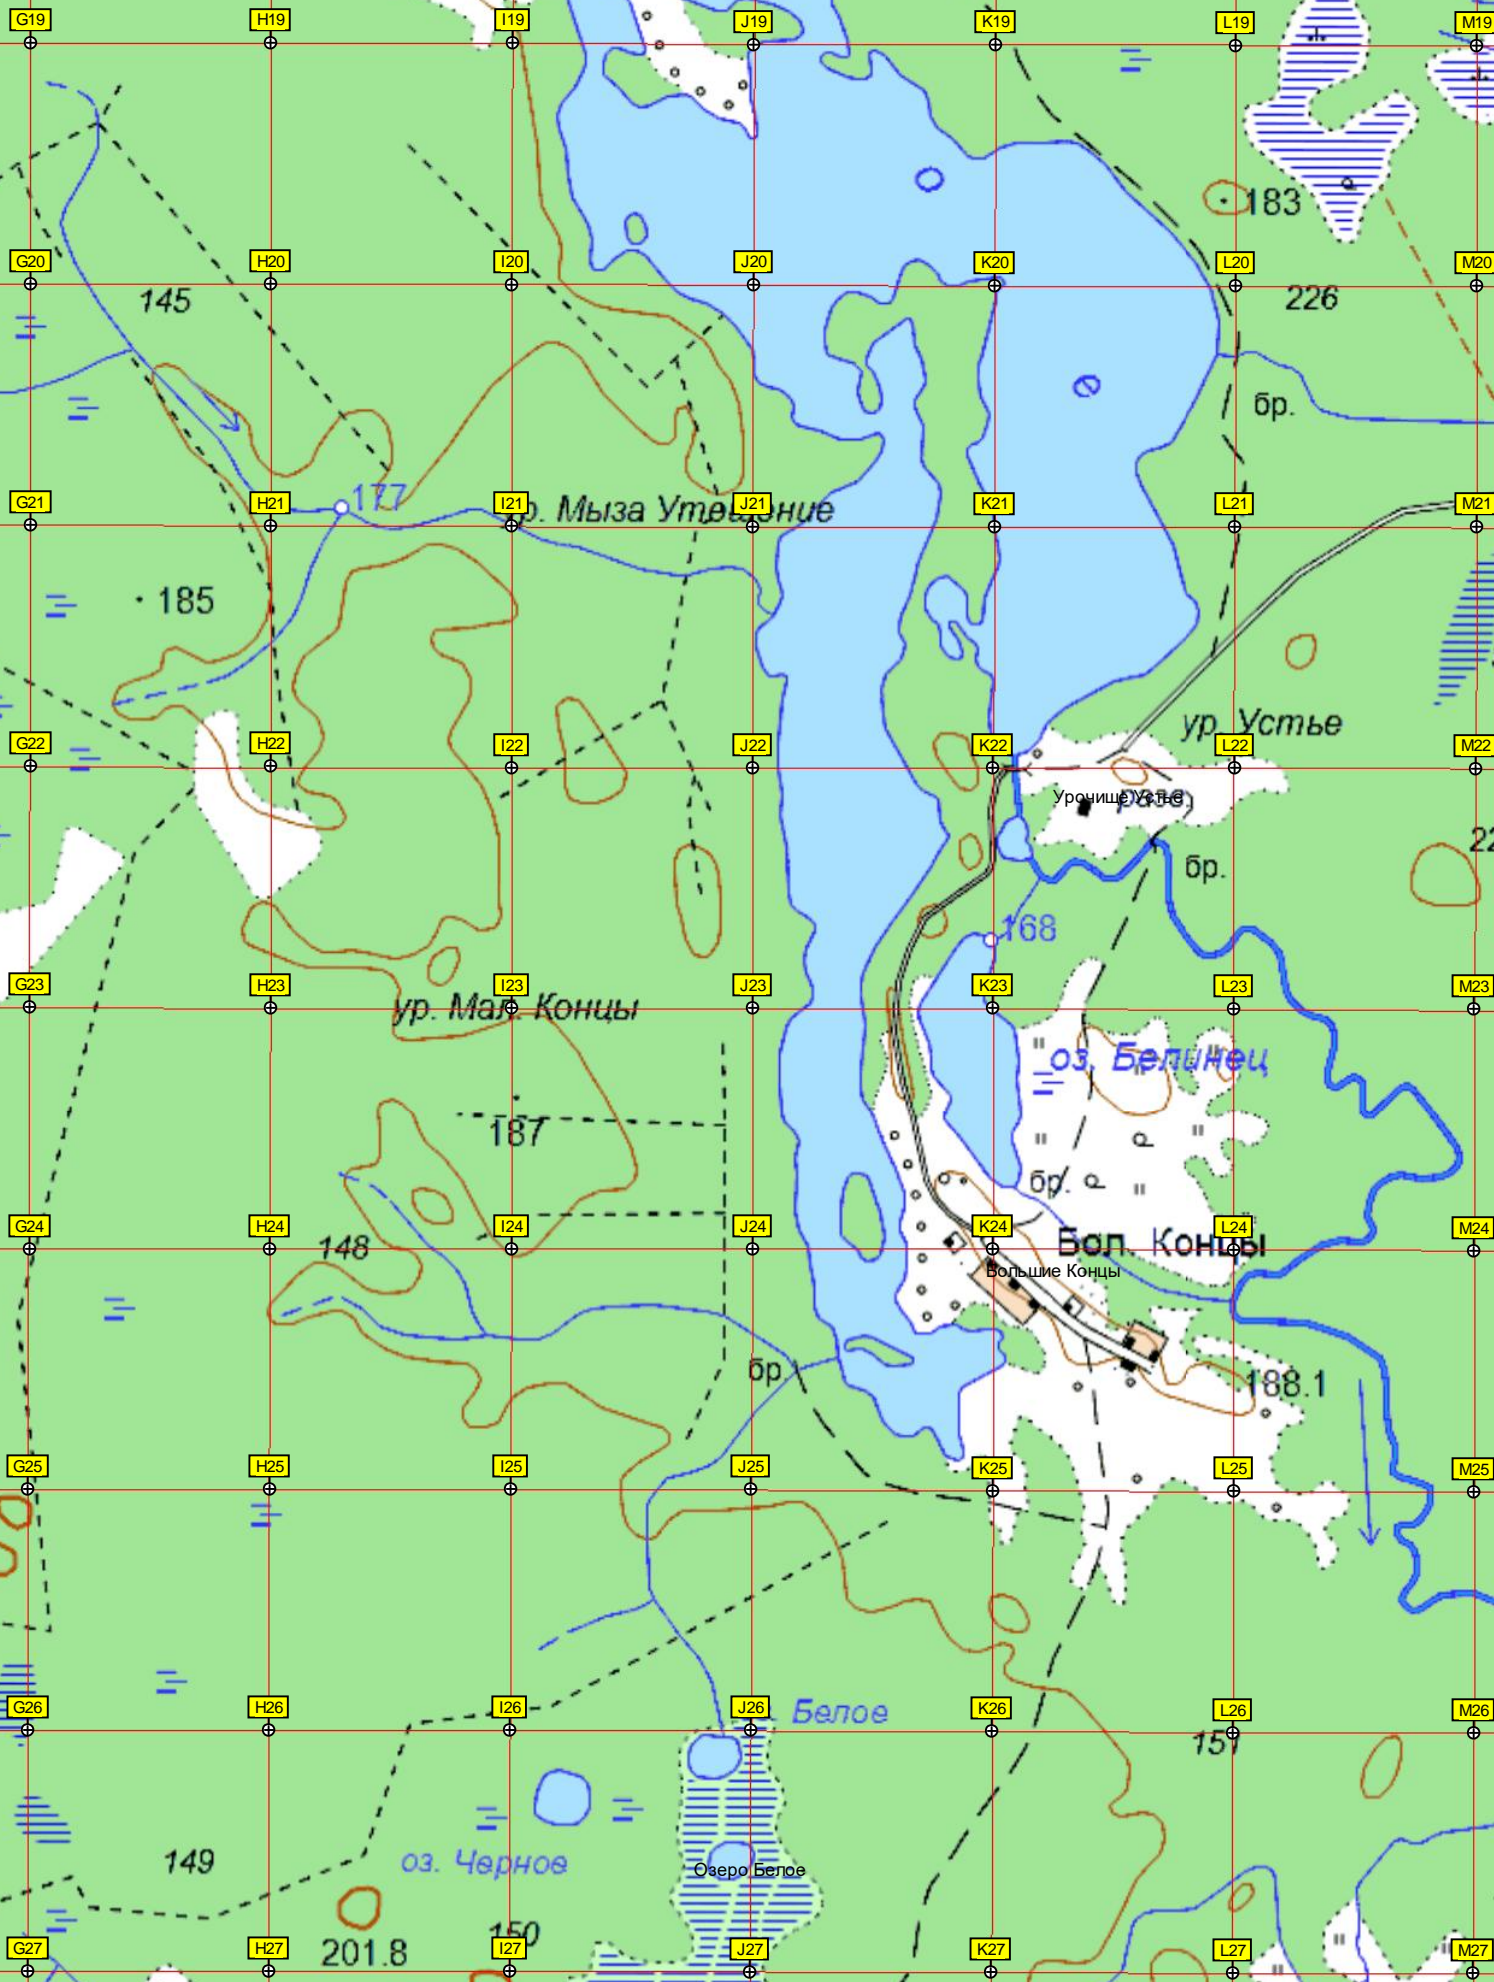 G19 H19 I19 J19 K19 L19 M19
183
G20 H20 I20 J20 K20 L20 M20
145
226
бр.
177
G21 H21 I21 J21 K21 L21 M21
ур. Мыза Утешение
185
ур. Устье
G22 H22 I22 J22 K22 L22 M22
Урочище Устье
разв.
бр.
168
G23 H23 I23 J23 K23 L23 M23
ур. Мал. Концы
оз. Белинец
187
бр.
G24 H24 I24 J24 K24 L24 M24
148
Бол. Концы
Большие Концы
бр.
188.1
G25 H25 I25 J25 K25 L25 M25
G26 H26 I26 J26 K26 L26 M26
Белое
151
149
оз. Черное
Озеро Белое
150
201.8
G27 H27 I27 J27 K27 L27 M27